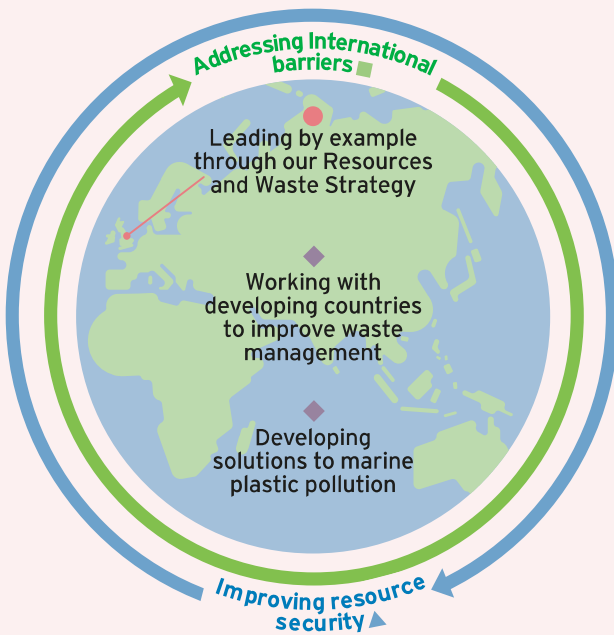 Addressing International
barriers
Leading by example
through our Resources
and Waste Strategy
Working with
developing countries
to improve waste
management
Developing
solutions to marine
plastic pollution
Improving resource
security